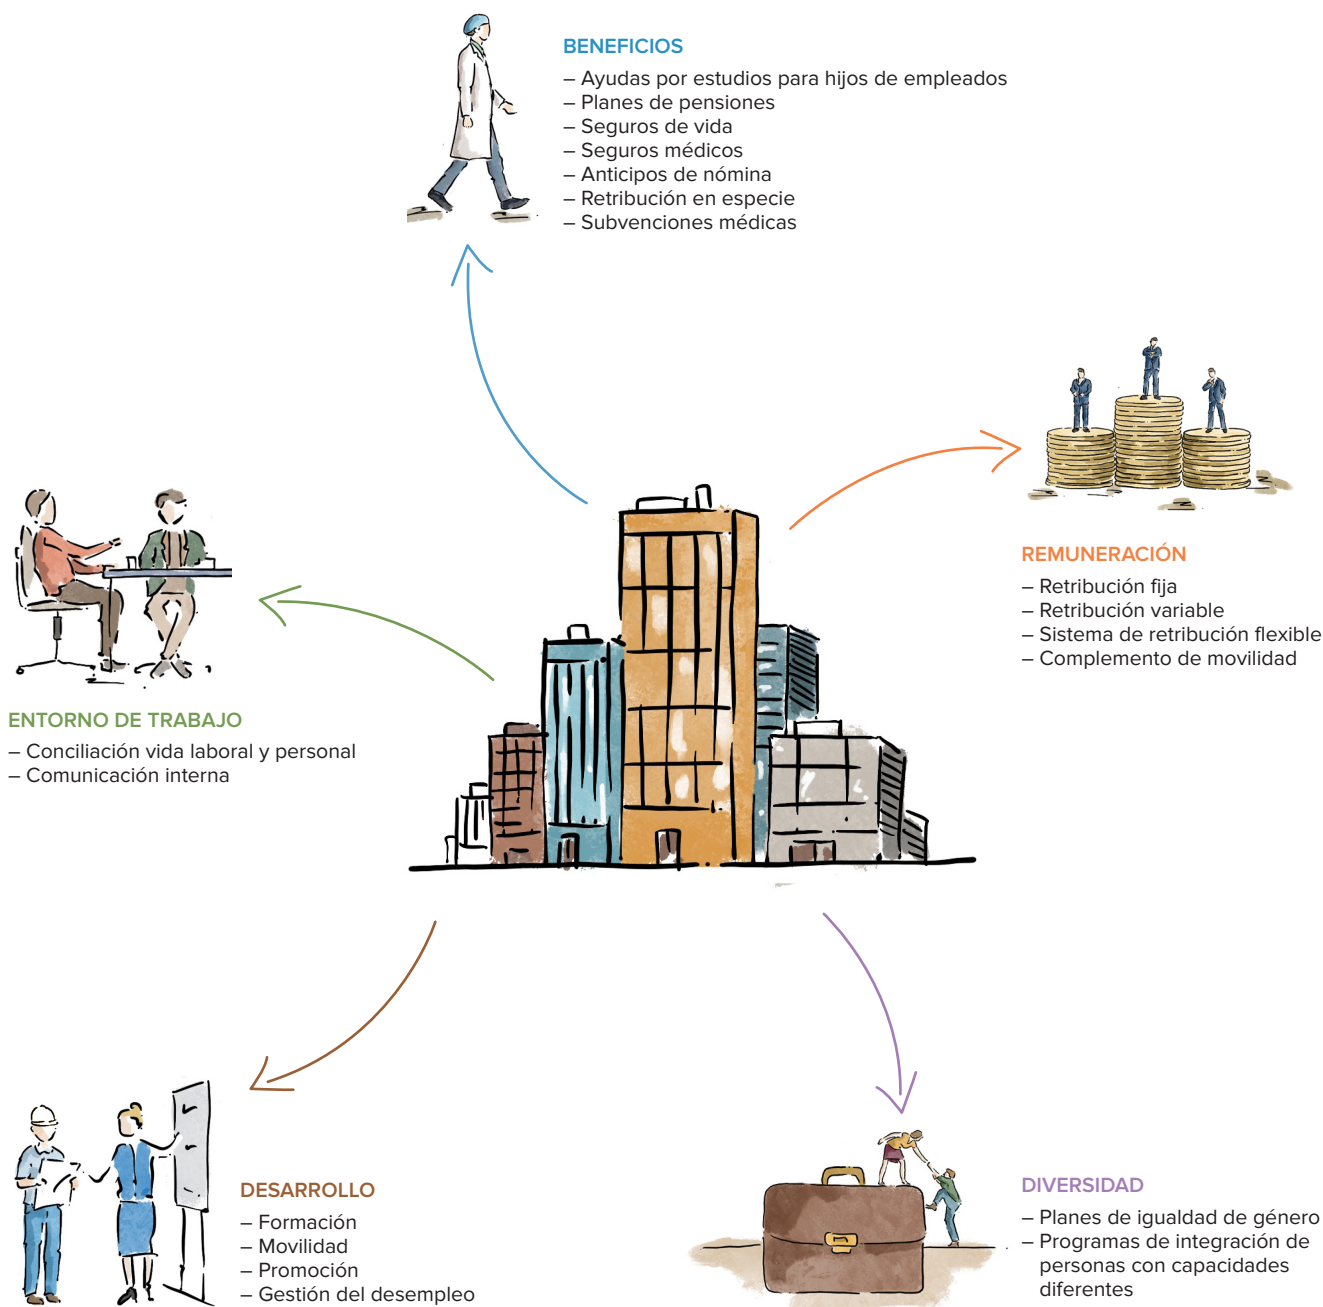 BENEFICIOS
– Ayudas por estudios para hijos de empleados
– Planes de pensiones
– Seguros de vida
– Seguros médicos
– Anticipos de nómina
– Retribución en especie
– Subvenciones médicas
REMUNERACIÓN
– Retribución fija
– Retribución variable
– Sistema de retribución flexible
– Complemento de movilidad
ENTORNO DE TRABAJO
– Conciliación vida laboral y personal
– Comunicación interna
DESARROLLO
– Formación
– Movilidad
– Promoción
– Gestión del desempleo
DIVERSIDAD
– Planes de igualdad de género
– Programas de integración de
personas con capacidades
diferentes